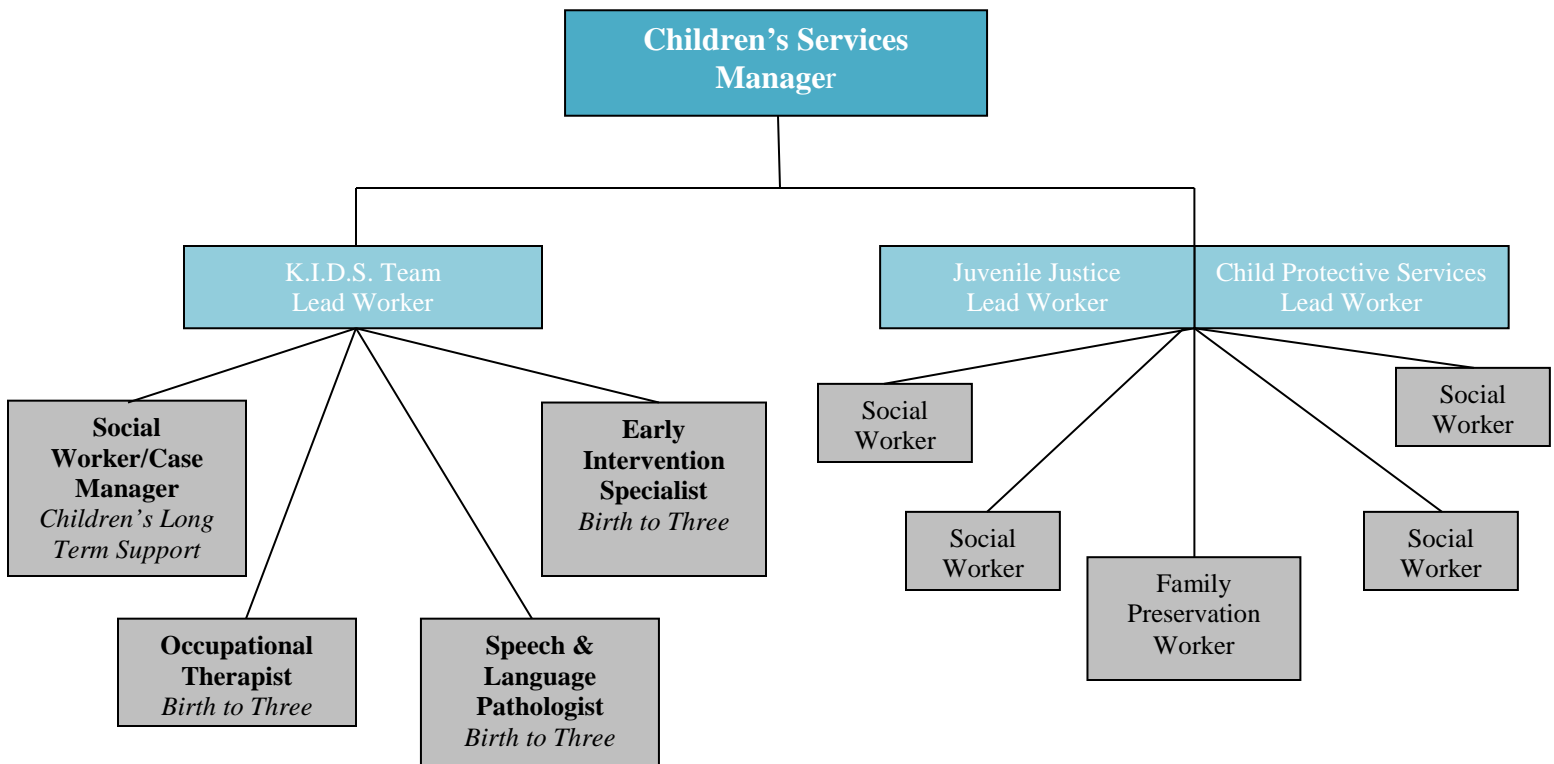 Children’s Services
Manager
K.I.D.S. Team
Lead Worker
Juvenile Justice
Lead Worker
Child Protective Services
Lead Worker
Social
Worker/Case
Manager
Children’s Long
Term Support
Occupational
Therapist
Birth to Three
Speech &
Language
Pathologist
Birth to Three
Early
Intervention
Specialist
Birth to Three
Social
Worker
Social
Worker
Family
Preservation
Worker
Social
Worker
Social
Worker